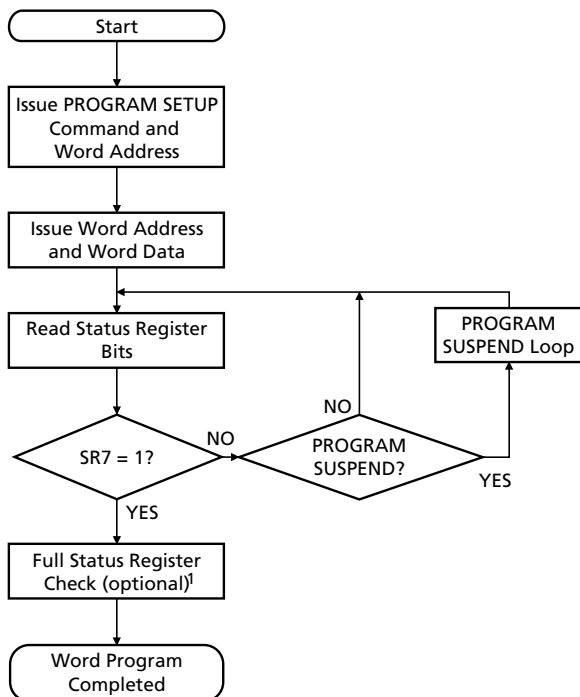 Start
Issue PROGRAM SETUP
Command and
Word Address
Issue Word Address
and Word Data
Read Status Register
Bits
PROGRAM
SUSPEND Loop
SR7 = 1?
NO
PROGRAM
SUSPEND?
NO
YES
YES
Full Status Register
Check (optional)¹
Word Program
Completed